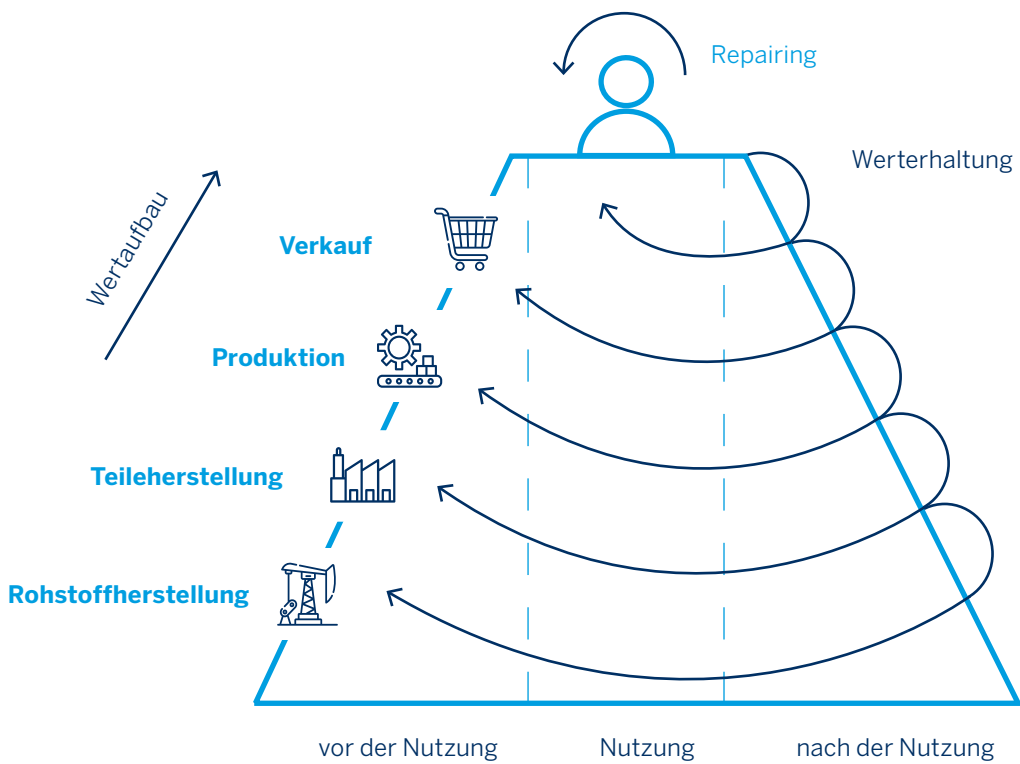 Repairing
Werterhaltung
Wertaufbau
Verkauf
Produktion
Teileherstellung
Rohstoffherstellung
vor der Nutzung
Nutzung
nach der Nutzung